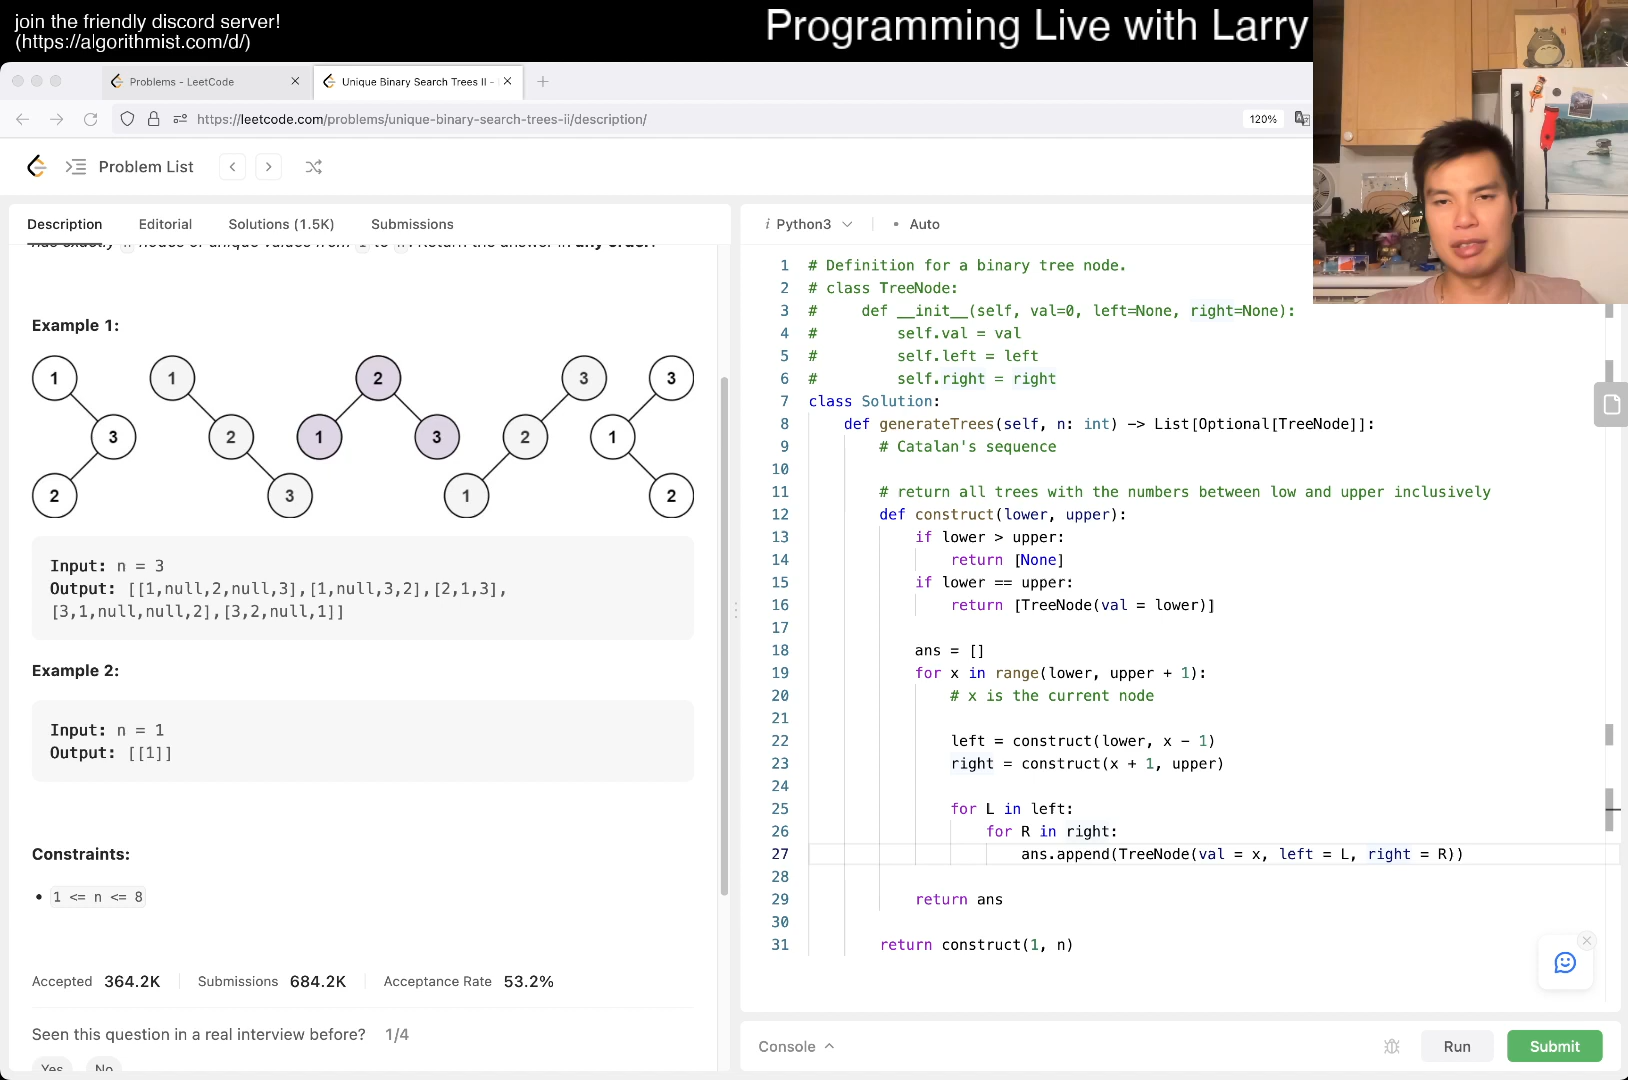 join the friendly discord server!
(https://algorithmist.com/d/)
Programming Live with Larry
Problems - LeetCode
Unique Binary Search Trees II -
https://leetcode.com/problems/unique-binary-search-trees-ii/description/
120%
Problem List
Description Editorial Solutions (1.5K) Submissions
Example 1:
1 1 2 3 3
3 2 1 3 2 1
2 3 1 2
Input: n = 3
Output: [[1,null,2,null,3],[1,null,3,2],[2,1,3],
[3,1,null,null,2],[3,2,null,1]]
Example 2:
Input: n = 1
Output: [[1]]
Constraints:
• 1 <= n <= 8
Accepted 364.2K Submissions 684.2K Acceptance Rate 53.2%
Seen this question in a real interview before? 1/4
Yes No
i Python3 • Auto
1 # Definition for a binary tree node.
2 # class TreeNode:
3 #     def __init__(self, val=0, left=None, right=None):
4 #         self.val = val
5 #         self.left = left
6 #         self.right = right
7 class Solution:
8     def generateTrees(self, n: int) -> List[Optional[TreeNode]]:
9         # Catalan's sequence
10
11         # return all trees with the numbers between low and upper inclusively
12         def construct(lower, upper):
13             if lower > upper:
14                 return [None]
15             if lower == upper:
16                 return [TreeNode(val = lower)]
17
18             ans = []
19             for x in range(lower, upper + 1):
20                 # x is the current node
21
22                 left = construct(lower, x - 1)
23                 right = construct(x + 1, upper)
24
25                 for L in left:
26                     for R in right:
27                         ans.append(TreeNode(val = x, left = L, right = R))
28
29             return ans
30
31         return construct(1, n)
Console Run Submit